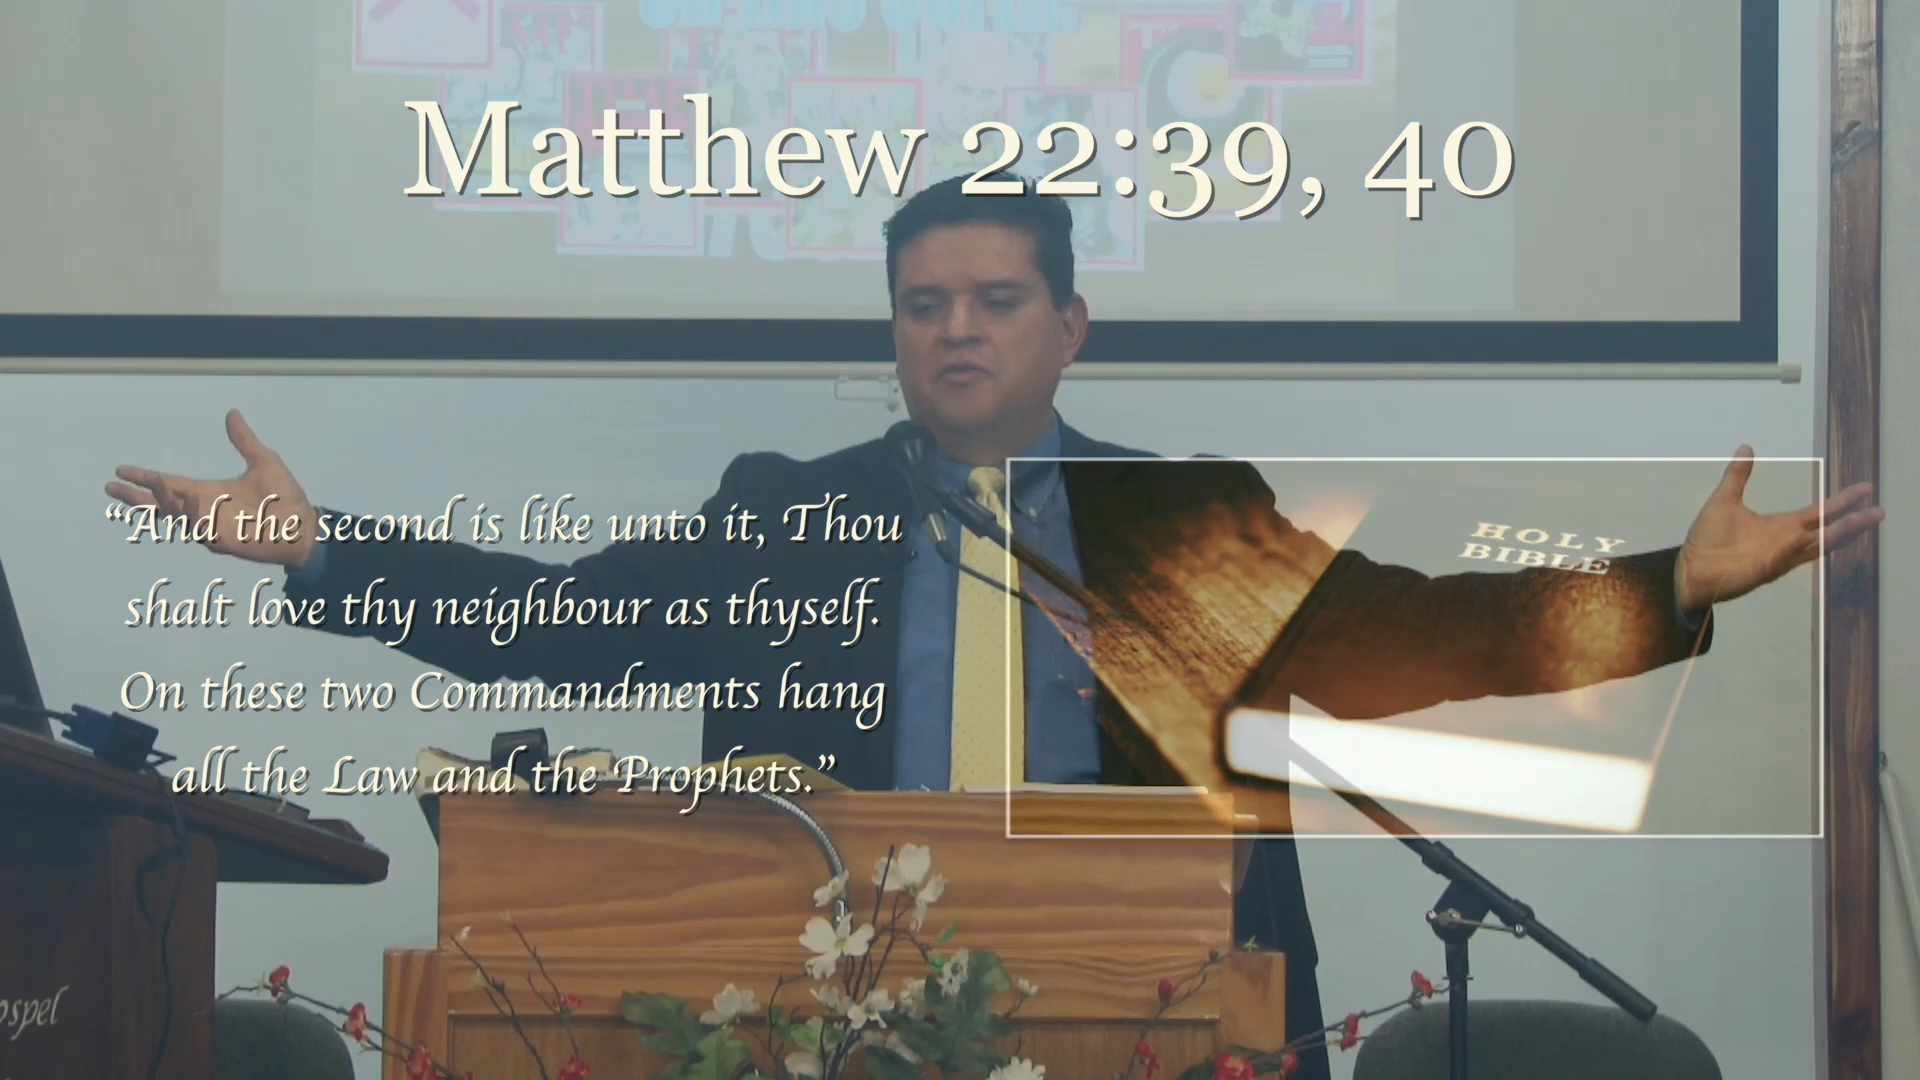 Matthew 22:39, 40
“And the second is like unto it, Thou
shalt love thy neighbour as thyself.
On these two Commandments hang
all the Law and the Prophets.”
HOLY
BIBLE